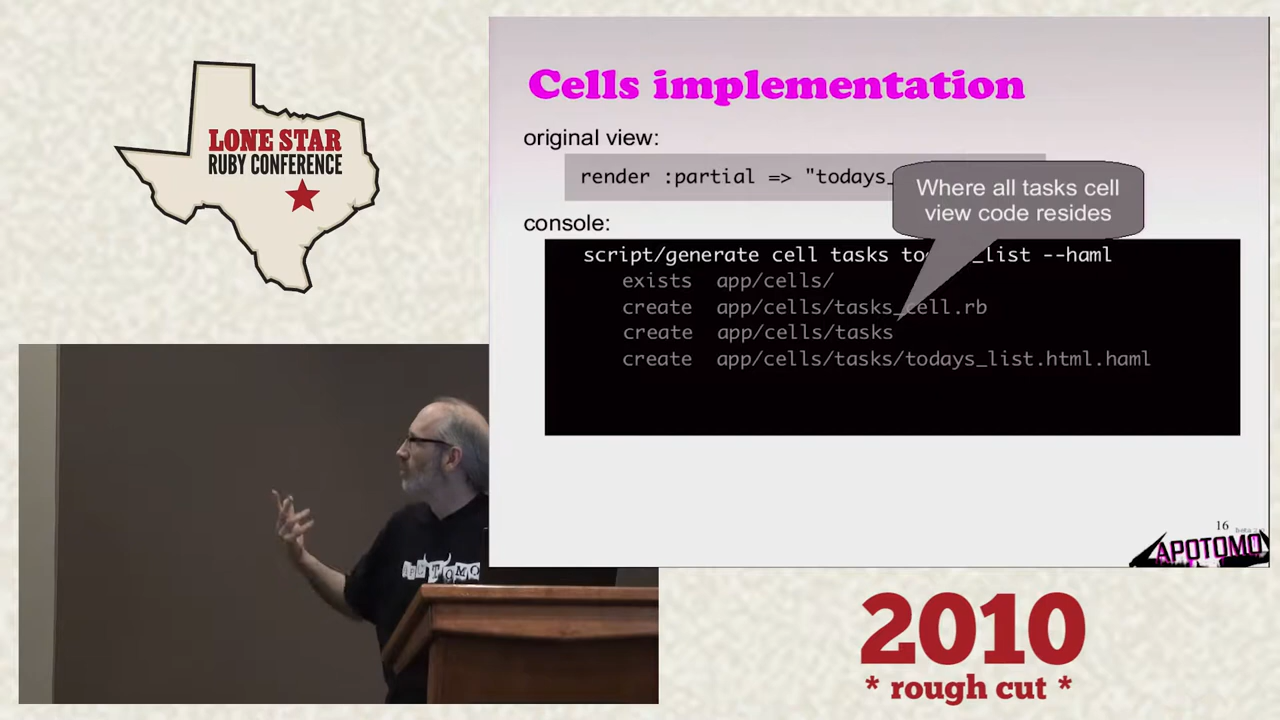 LONE STAR
RUBY CONFERENCE
Cells implementation
original view:
render :partial => "todays_
Where all tasks cell
view code resides
console:
script/generate cell tasks to _list --haml
exists app/cells/
create app/cells/tasks_cell.rb
create app/cells/tasks
create app/cells/tasks/todays_list.html.haml
16
APOTOMO
2010
* rough cut *